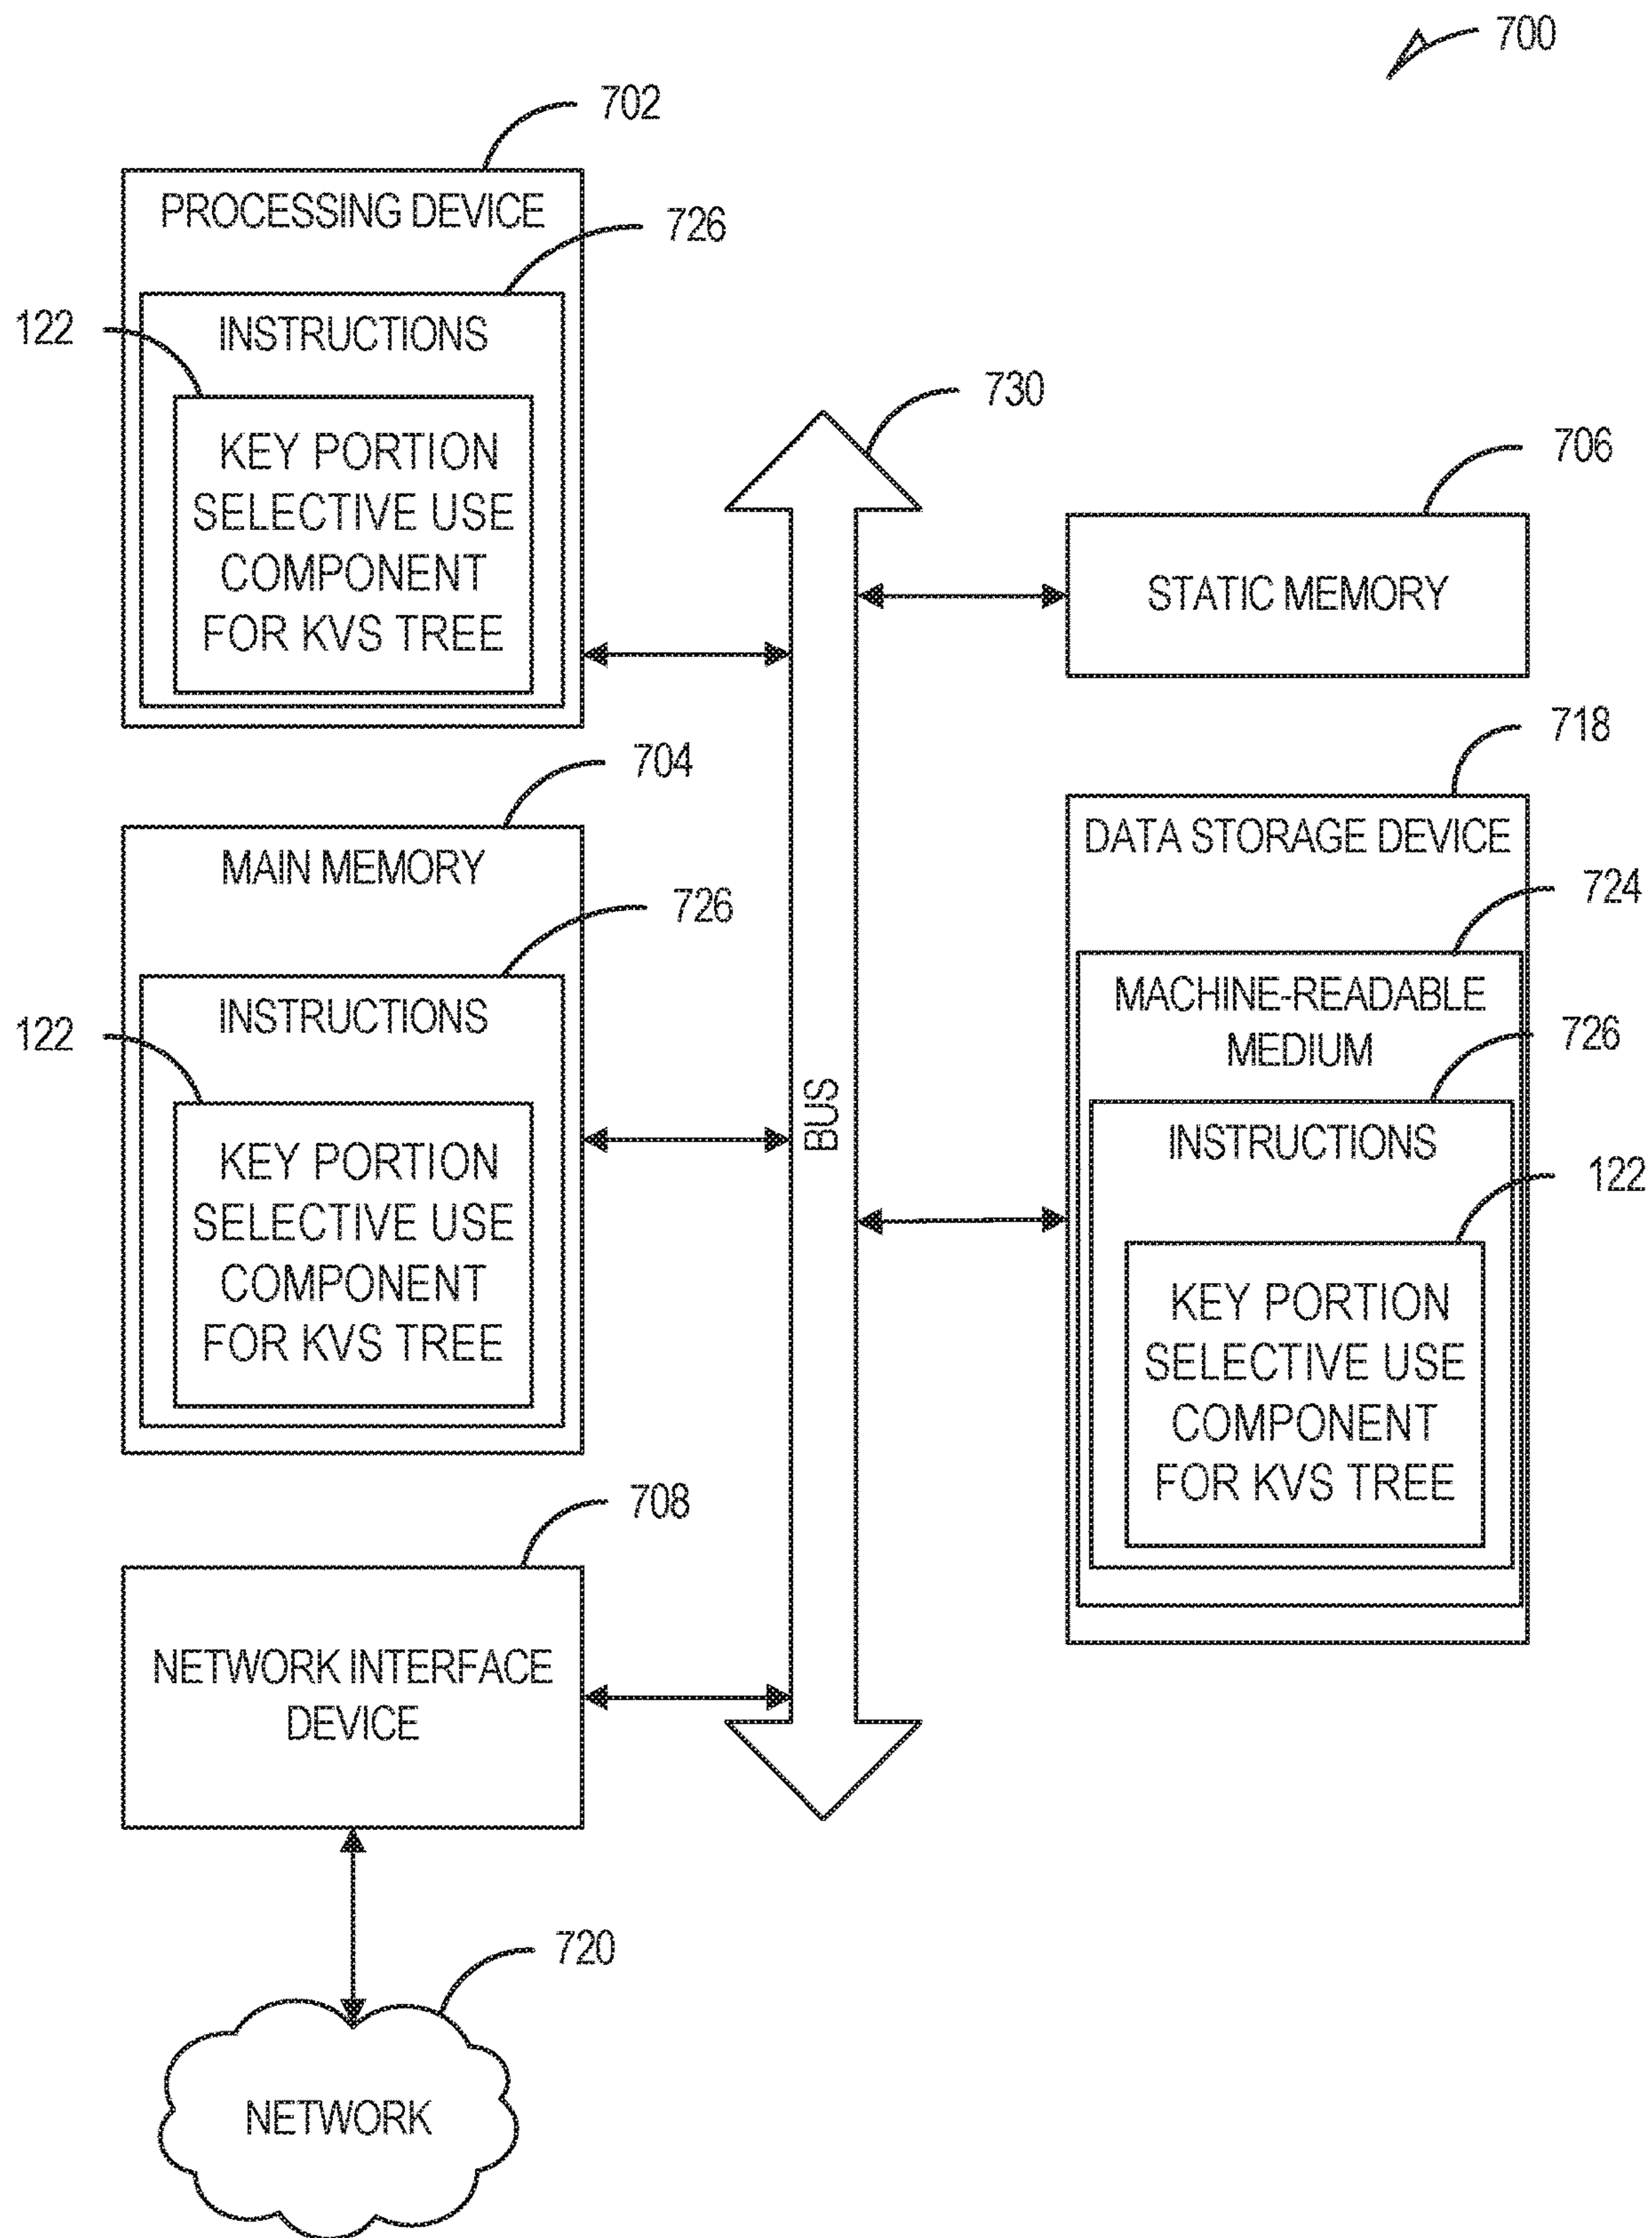 700
702
PROCESSING DEVICE
726
122
INSTRUCTIONS
KEY PORTION
SELECTIVE USE
COMPONENT
FOR KVS TREE
730
706
STATIC MEMORY
704
MAIN MEMORY
726
122
INSTRUCTIONS
KEY PORTION
SELECTIVE USE
COMPONENT
FOR KVS TREE
BUS
718
DATA STORAGE DEVICE
724
MACHINE-READABLE
MEDIUM
726
INSTRUCTIONS
122
KEY PORTION
SELECTIVE USE
COMPONENT
FOR KVS TREE
708
NETWORK INTERFACE
DEVICE
720
NETWORK